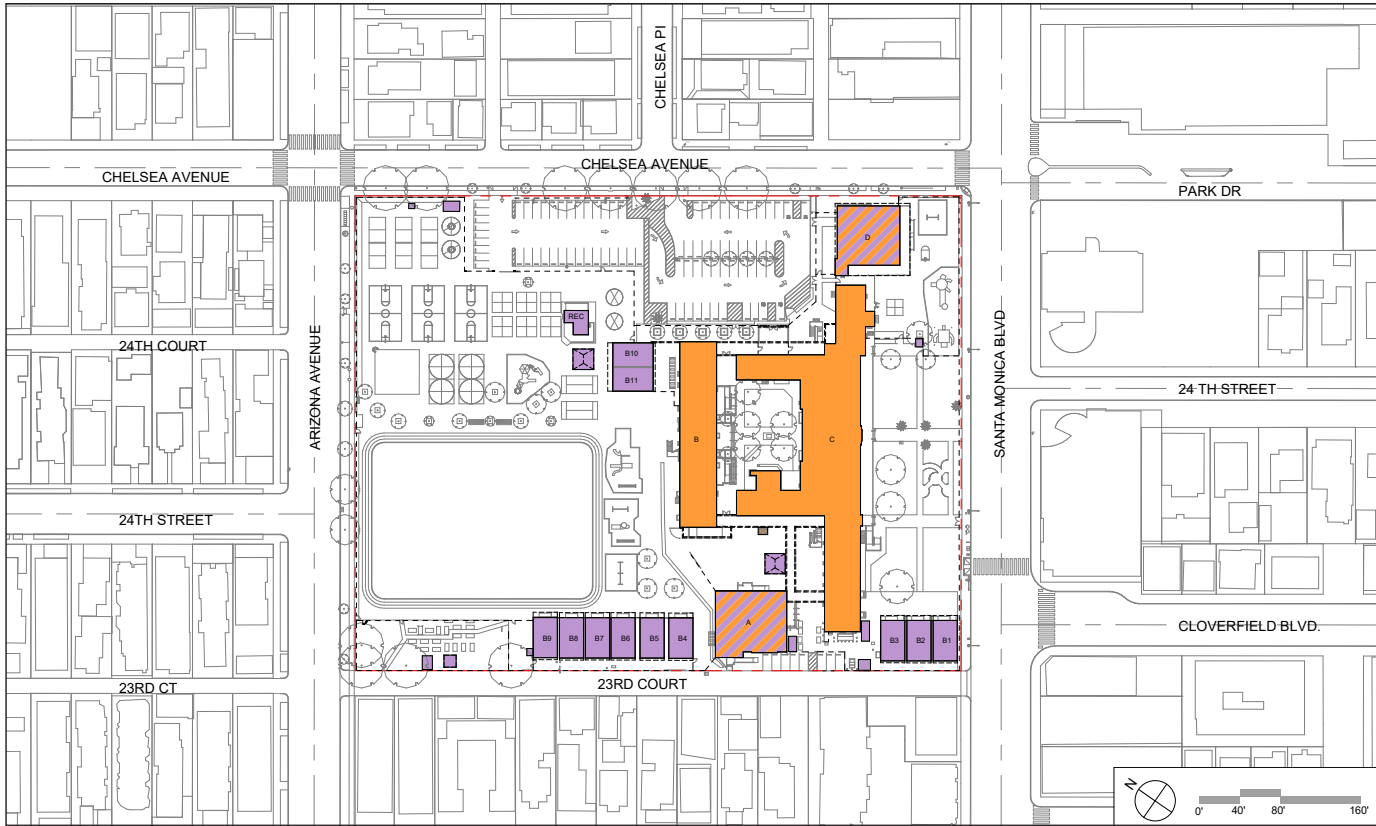 CHELSEA Pl
CHELSEA AVENUE
CHELSEA AVENUE
PARK DR
D
REC
24TH COURT
ARIZONA AVENUE
SANTA MONICA BLVD
B10
B11
24 TH STREET
B
C
24TH STREET
A
B9
B8
B7
B6
B5
B4
B3
B2
B1
CLOVERFIELD BLVD.
23RD COURT
23RD CT
N
0'
40'
80'
160'